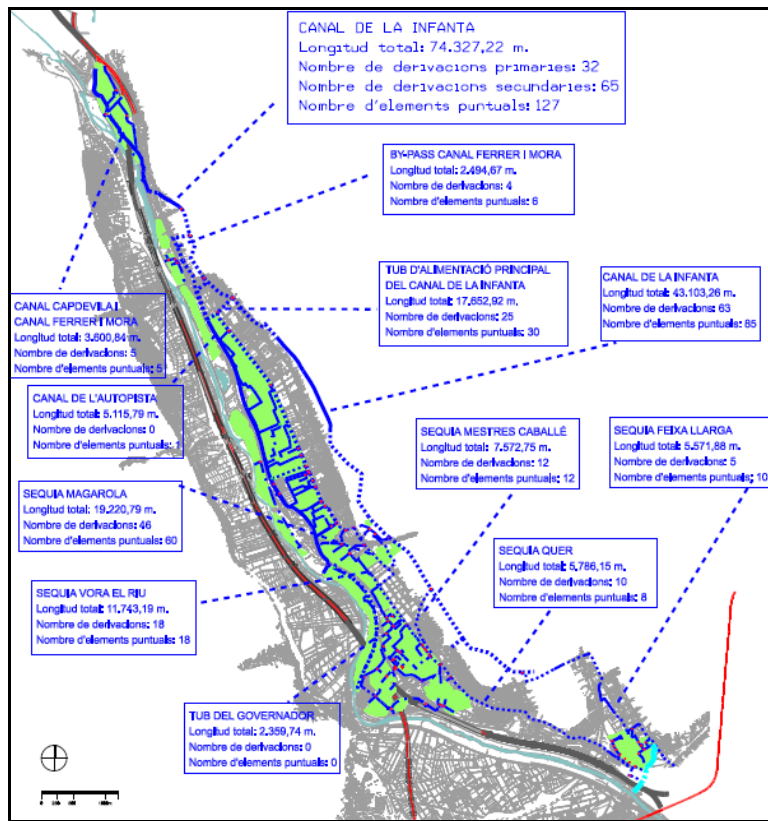 CANAL DE LA INFANTA
Longitud total: 74.327,22 m.
Nombre de derivacions primaries: 32
Nombre de derivacions secundaries: 65
Nombre d'elements puntuals: 127
BY-PASS CANAL FERRER I MORA
Longitud total: 2.494,67 m.
Nombre de derivacions: 4
Nombre d'elements puntuals: 6
TUB D'ALIMENTACIÓ PRINCIPAL
DEL CANAL DE LA INFANTA
Longitud total: 17.652,92 m.
Nombre de derivacions: 25
Nombre d'elements puntuals: 30
CANAL DE LA INFANTA
Longitud total: 43.103,26 m.
Nombre de derivacions: 63
Nombre d'elements puntuals: 85
CANAL CAPDEVILA I
CANAL FERRER I MORA
Longitud total: 3.600,84 m.
Nombre de derivacions: 5
Nombre d'elements puntuals: 5
CANAL DE L'AUTOPISTA
Longitud total: 5.115,79 m.
Nombre de derivacions: 0
Nombre d'elements puntuals: 1
SEQUIA MESTRES CABALLÉ
Longitud total: 7.572,75 m.
Nombre de derivacions: 12
Nombre d'elements puntuals: 12
SEQUIA FEIXA LLARGA
Longitud total: 5.571,88 m.
Nombre de derivacions: 5
Nombre d'elements puntuals: 10
SEQUIA MAGAROLA
Longitud total: 19.220,79 m.
Nombre de derivacions: 46
Nombre d'elements puntuals: 60
SEQUIA QUER
Longitud total: 5.786,15 m.
Nombre de derivacions: 10
Nombre d'elements puntuals: 8
SEQUIA VORA EL RIU
Longitud total: 11.743,19 m.
Nombre de derivacions: 18
Nombre d'elements puntuals: 18
TUB DEL GOVERNADOR
Longitud total: 2.359,74 m.
Nombre de derivacions: 0
Nombre d'elements puntuals: 0